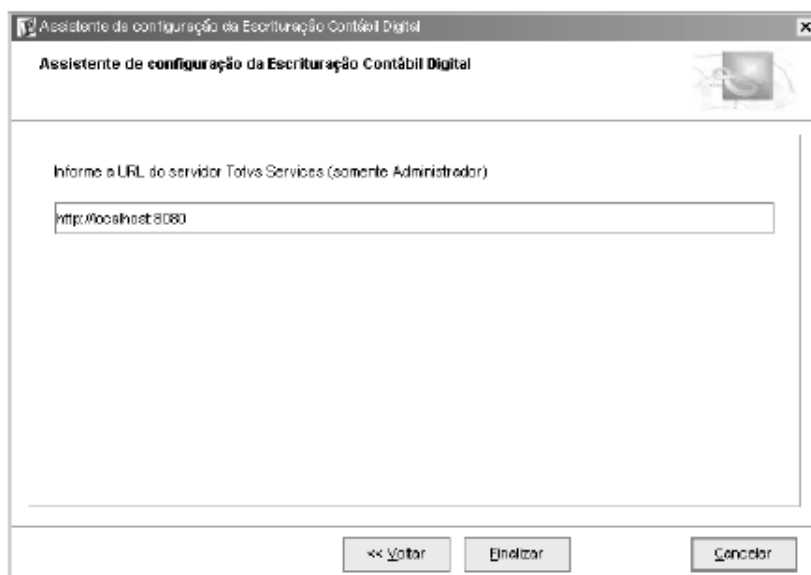 Assistente de configuração da Escrituração Contábil Digital
Assistente de configuração da Escrituração Contábil Digital
Informe a URL do servidor Totvs Services (somente Administrador)
http://localhost:8080
<< Voltar
Finalizar
Cancelar